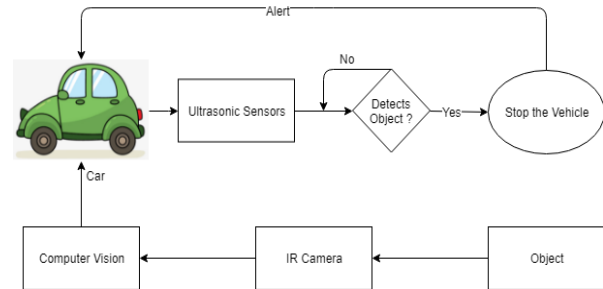 Alert
No
Ultrasonic Sensors
Detects
Object ?
Yes
Stop the Vehicle
Car
Computer Vision
IR Camera
Object